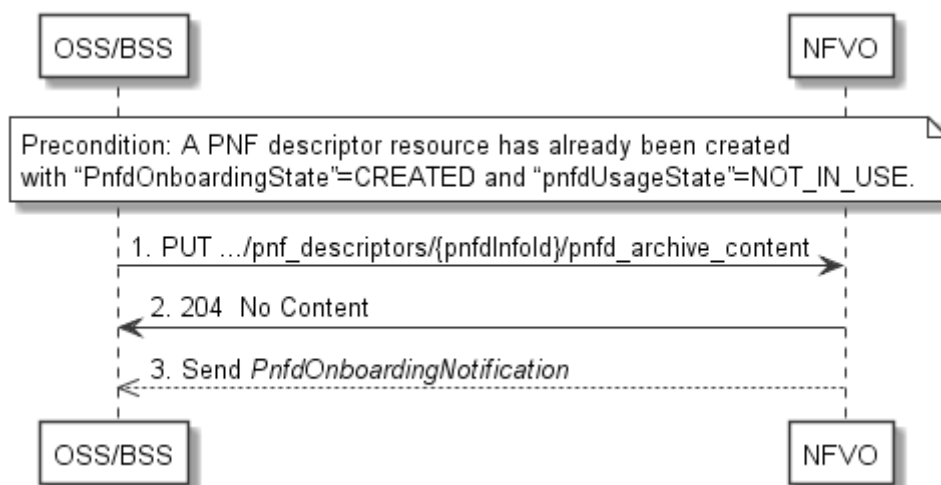 OSS/BSS
NFVO
Precondition: A PNF descriptor resource has already been created
with “PnfdOnboardingState”=CREATED and “pnfdUsageState”=NOT_IN_USE.
1. PUT .../pnf_descriptors/{pnfdInfoId}/pnfd_archive_content
2. 204  No Content
3. Send PnfdOnboardingNotification
OSS/BSS
NFVO